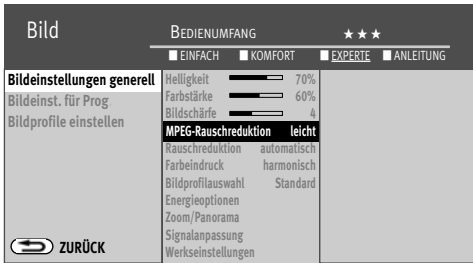 Bild
BEDIENUMFANG ★★★
EINFACH KOMFORT EXPERTE ANLEITUNG
Bildeinstellungen generell
Bildeinst. für Prog
Bildprofile einstellen
Helligkeit 70%
Farbstärke 60%
Bildschärfe 4
MPEG-Rauschreduktion leicht
Rauschreduktion automatisch
Farbeindruck harmonisch
Bildprofilauswahl Standard
Energieoptionen
Zoom/Panorama
Signalanpassung
Werkseinstellungen
ZURÜCK